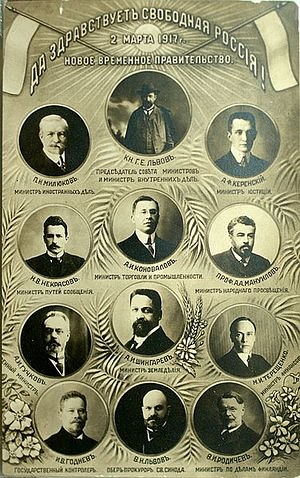 ДА ЗДРАВСТВУЕТЪ СВОБОДНАЯ РОССІЯ!
2 МАРТА 1917 г.
НОВОЕ ВРЕМЕННОЕ ПРАВИТЕЛЬСТВО.
КН. Г.Е. ЛЬВОВЪ.
ПРЕДСѢДАТЕЛЬ СОВѢТА МИНИСТРОВЪ
И МИНИСТРЪ ВНУТРЕННИХЪ ДѢЛЪ.
П.Н. МИЛЮКОВЪ.
МИНИСТРЪ ИНОСТРАННЫХЪ ДѢЛЪ.
А.Ф. КЕРЕНСКІЙ.
МИНИСТРЪ ЮСТИЦІИ.
Н.В. НЕКРАСОВЪ.
МИНИСТРЪ ПУТЕЙ СООБЩЕНІЯ.
А.И. КОНОВАЛОВЪ.
МИНИСТРЪ ТОРГОВЛИ И ПРОМЫШЛЕННОСТИ.
ПРОФ. А.А. МАНУИЛОВЪ.
МИНИСТРЪ НАРОДНАГО ПРОСВѢЩЕНІЯ.
А.И. ГУЧКОВЪ.
МИНИСТРЪ
А.И. ШИНГАРЕВЪ.
МИНИСТРЪ ЗЕМЛЕДѢЛІЯ.
М.И. ТЕРЕЩЕНКО.
МИНИСТРЪ ФИНАНСОВЪ.
И.В. ГОДНЕВЪ.
ГОСУДАРСТВЕННЫЙ КОНТРОЛЕРЪ.
В.Н. ЛЬВОВЪ.
ОБЕРЪ ПРОКУРОРЪ СВ. СИНОДА.
РОДИЧЕВЪ.
МИНИСТРЪ ПО ДѢЛАМЪ ФИНЛЯНДІИ.